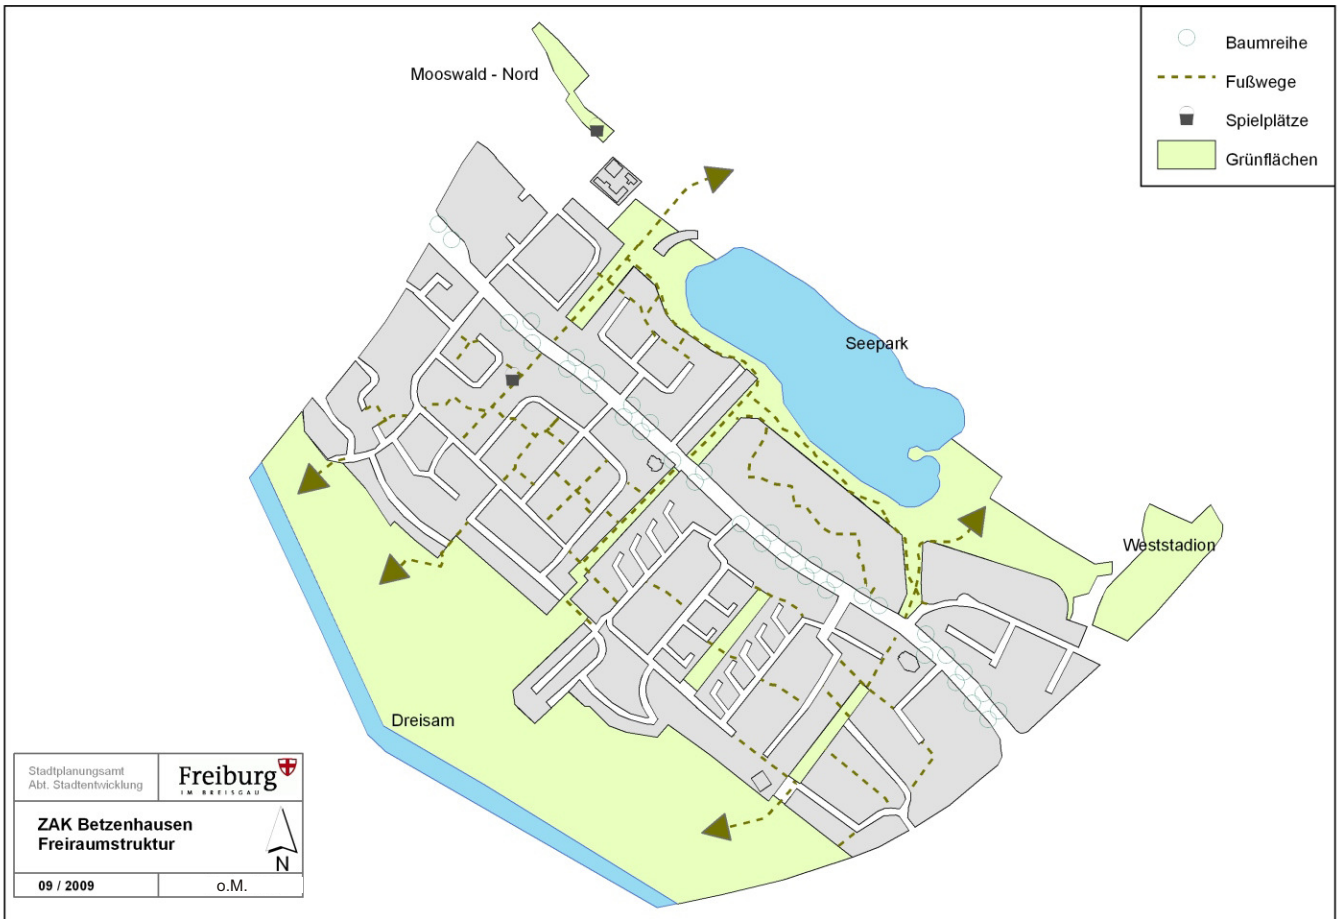 Baumreihe
Fußwege
Spielplätze
Grünflächen
Mooswald - Nord
Seepark
Weststadion
Dreisam
Stadtplanungsamt
Abt. Stadtentwicklung
Freiburg
IM BREISGAU
ZAK Betzenhausen
Freiraumstruktur
N
09 / 2009
o.M.